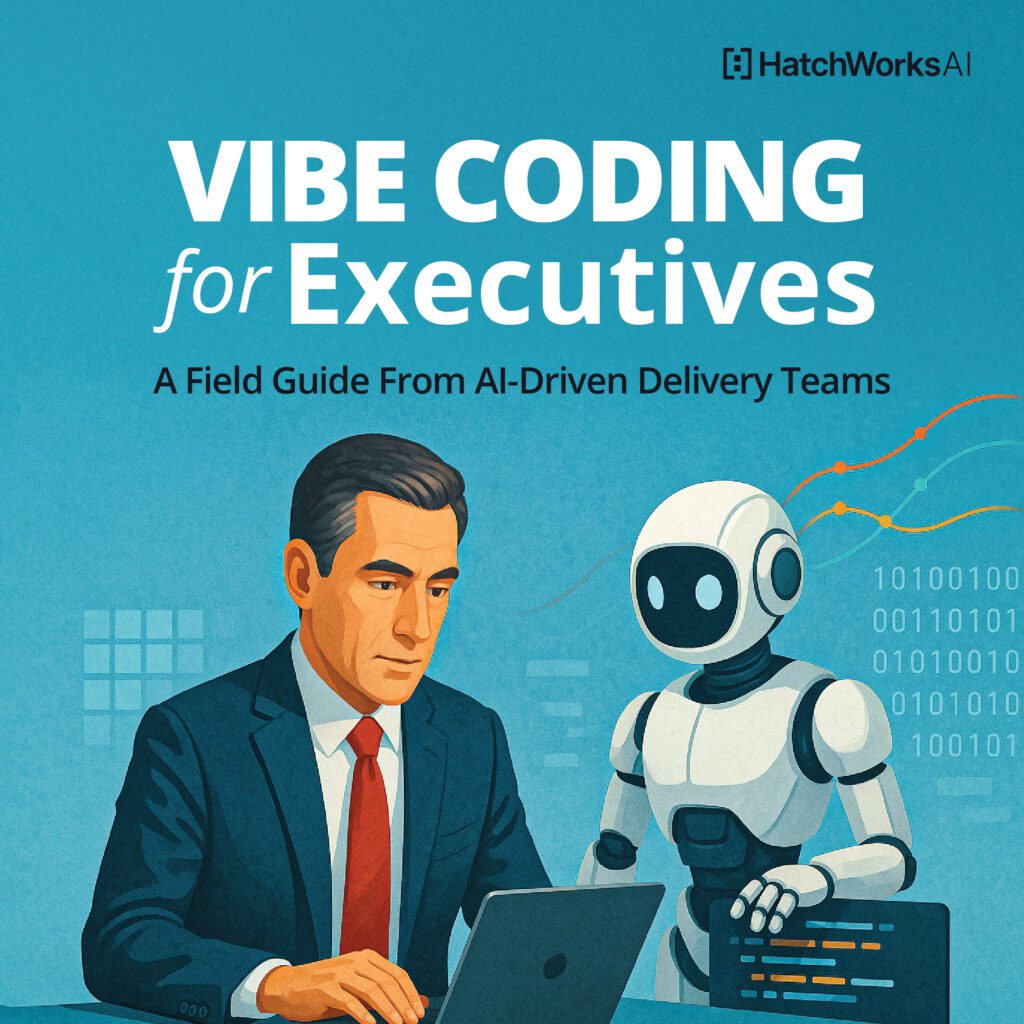 HatchWorksAI
VIBE CODING
for Executives
A Field Guide From AI-Driven Delivery Teams
10100100
00110101
01010010
0101010
100101